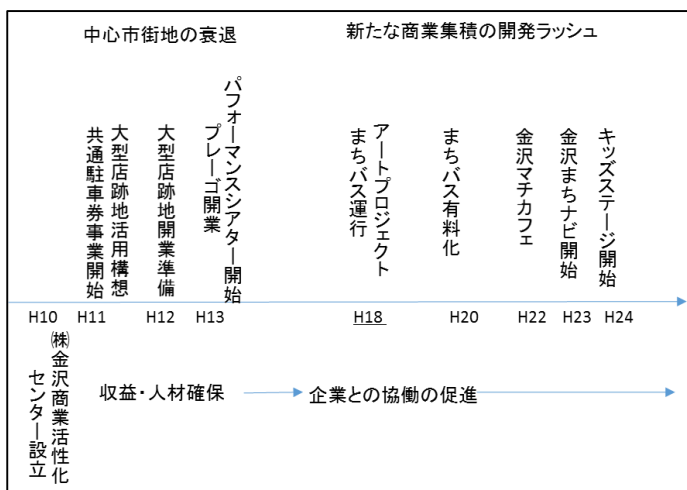 中心市街地の衰退
新たな商業集積の開発ラッシュ
共通駐車券事業開始
大型店跡地活用構想
大型店跡地開業準備
プレーゴ開業
パフォーマンスシアター開始
まちバス運行
アートプロジェクト
まちバス有料化
金沢マチカフェ
金沢まちナビ開始
キッズステージ開始
H10 H11 H12 H13 H18 H20 H22 H23 H24
㈱金沢商業活性化
センター設立
収益・人材確保
企業との協働の促進